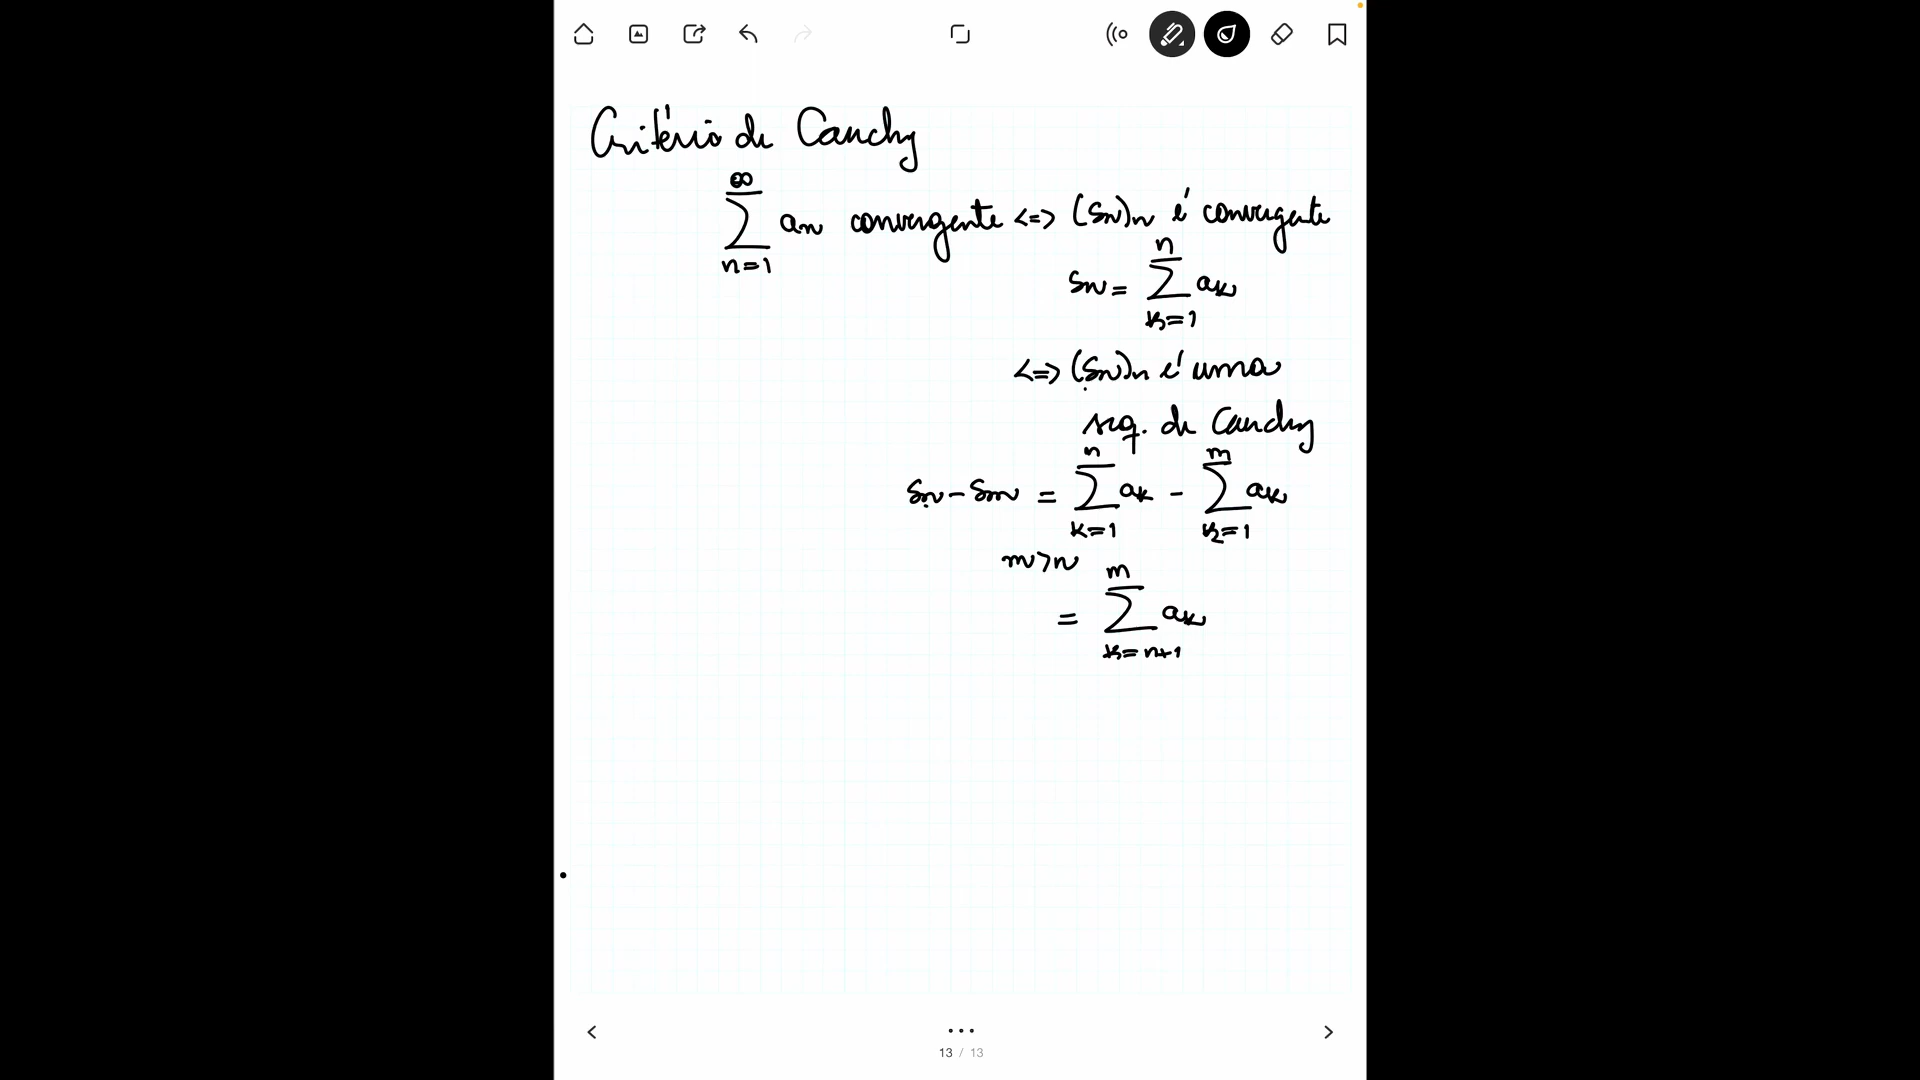 Critério de Cauchy
∞
∑ an convergente <=> (Sn)n é convergente
n=1
n
Sn = ∑ ak
k=1
<=> (Sn)n é uma
seq. de Cauchy
n m
Sn - Sm = ∑ ak - ∑ ak
k=1 k=1
m>n
m
= ∑ ak
k=n+1
13 / 13